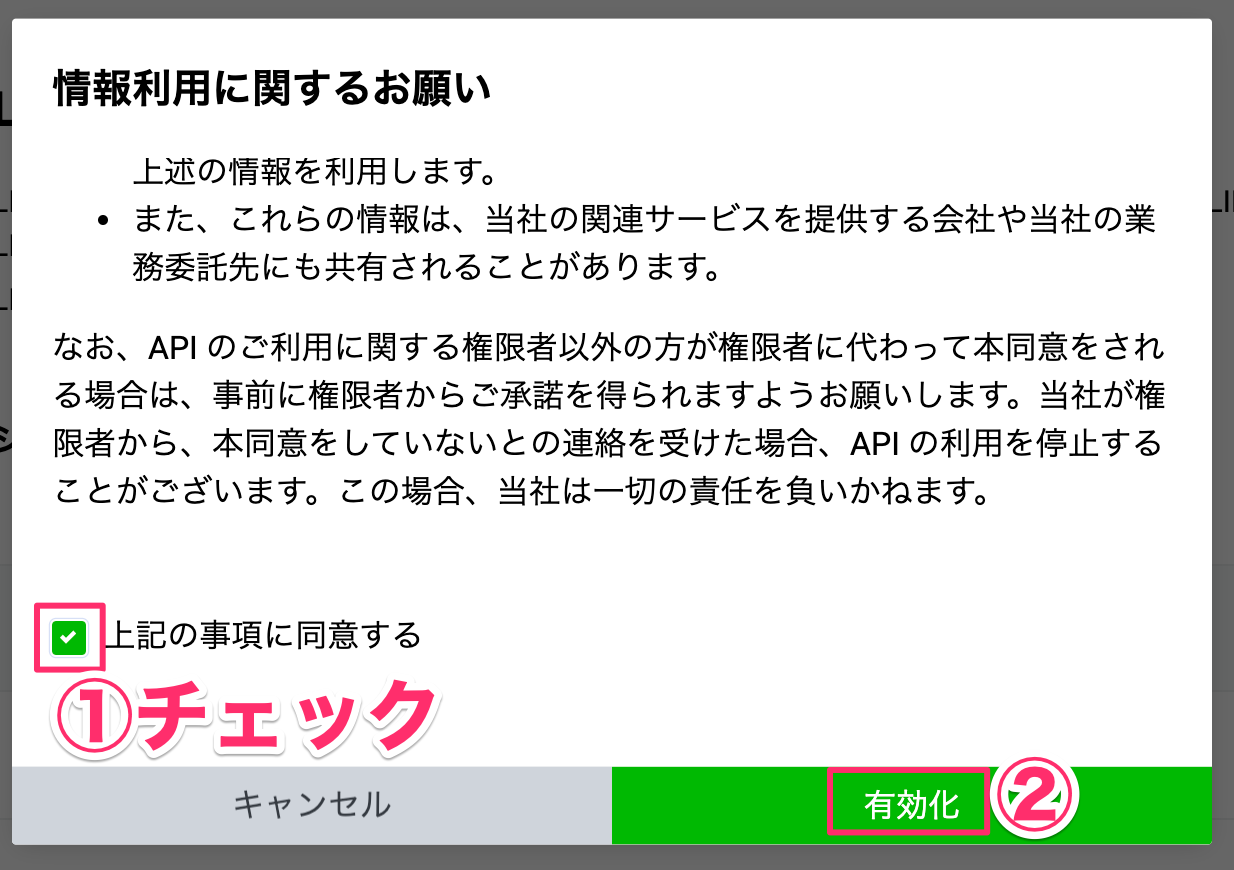 情報利用に関するお願い
上述の情報を利用します。
• また、これらの情報は、当社の関連サービスを提供する会社や当社の業
務委託先にも共有されることがあります。
なお、API のご利用に関する権限者以外の方が権限者に代わって本同意をされ
る場合は、事前に権限者からご承諾を得られますようお願いします。当社が権
限者から、本同意をしていないとの連絡を受けた場合、API の利用を停止する
ことがございます。この場合、当社は一切の責任を負いかねます。
上記の事項に同意する
①チェック
キャンセル
有効化 ②